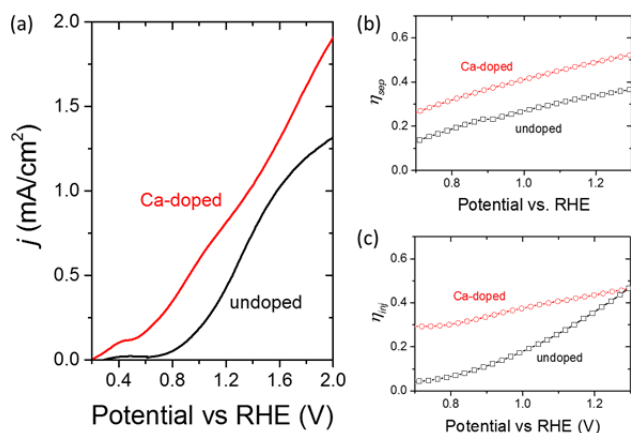 (a)
2.0
1.5
1.0
0.5
0.0
j (mA/cm²)
Ca-doped
undoped
0.4 0.8 1.2 1.6 2.0
Potential vs RHE (V)
(b)
0.6
0.4
0.2
0.0
ηsep
Ca-doped
undoped
0.8 1.0 1.2
Potential vs. RHE
(c)
0.6
0.4
0.2
0.0
ηinj
Ca-doped
undoped
0.8 1.0 1.2
Potential vs RHE (V)